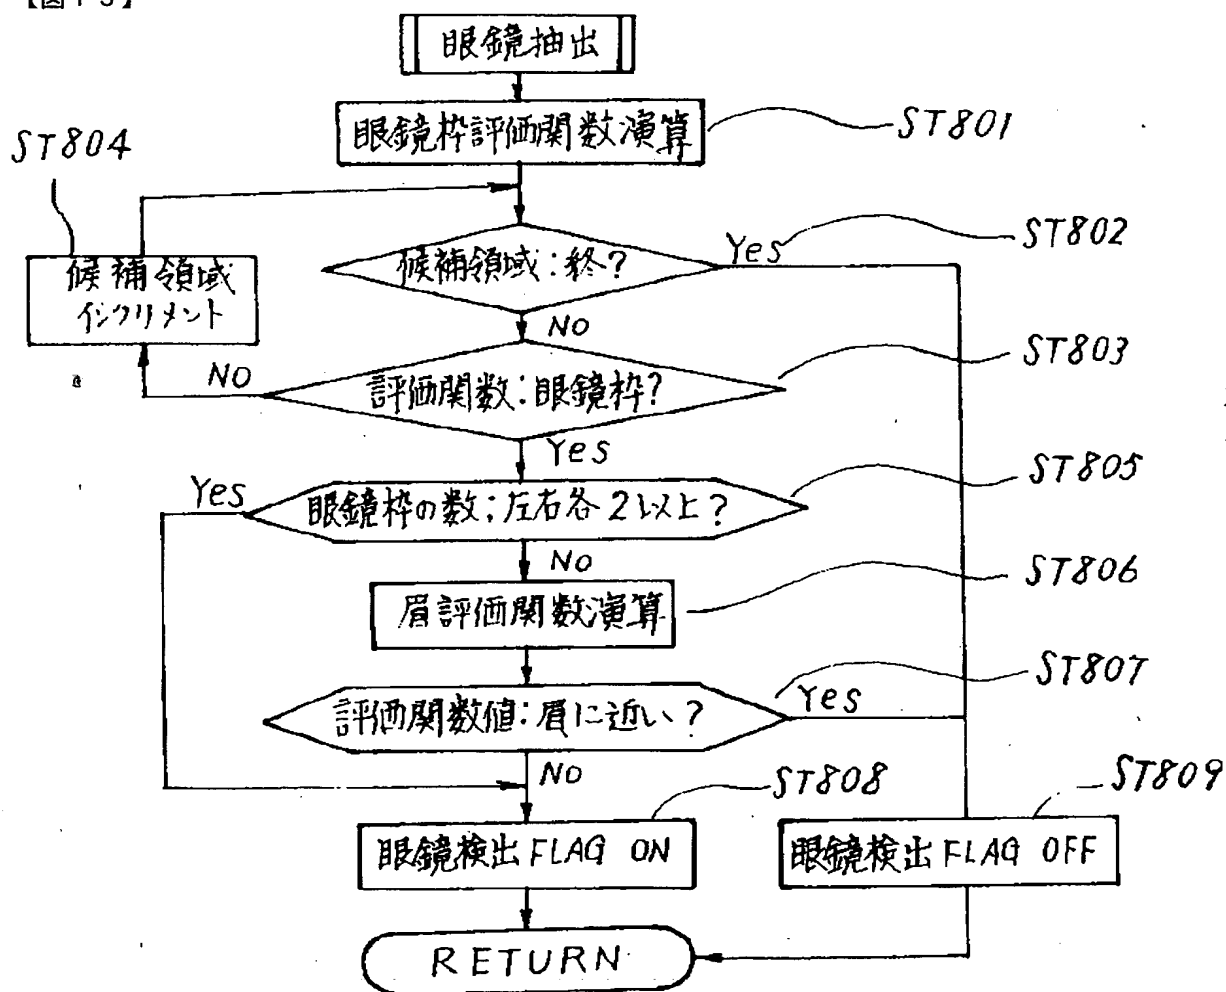 眼鏡抽出
眼鏡枠評価関数演算
ST801
ST804
候補領域:終?
Yes
ST802
候補領域
インクリメント
NO
ST803
NO
評価関数:眼鏡枠?
Yes
ST805
Yes
眼鏡枠の数;左右各2以上?
NO
ST806
眉評価関数演算
ST807
評価関数値:眉に近い?
Yes
NO
ST808
ST809
眼鏡検出FLAG ON
眼鏡検出FLAG OFF
RETURN